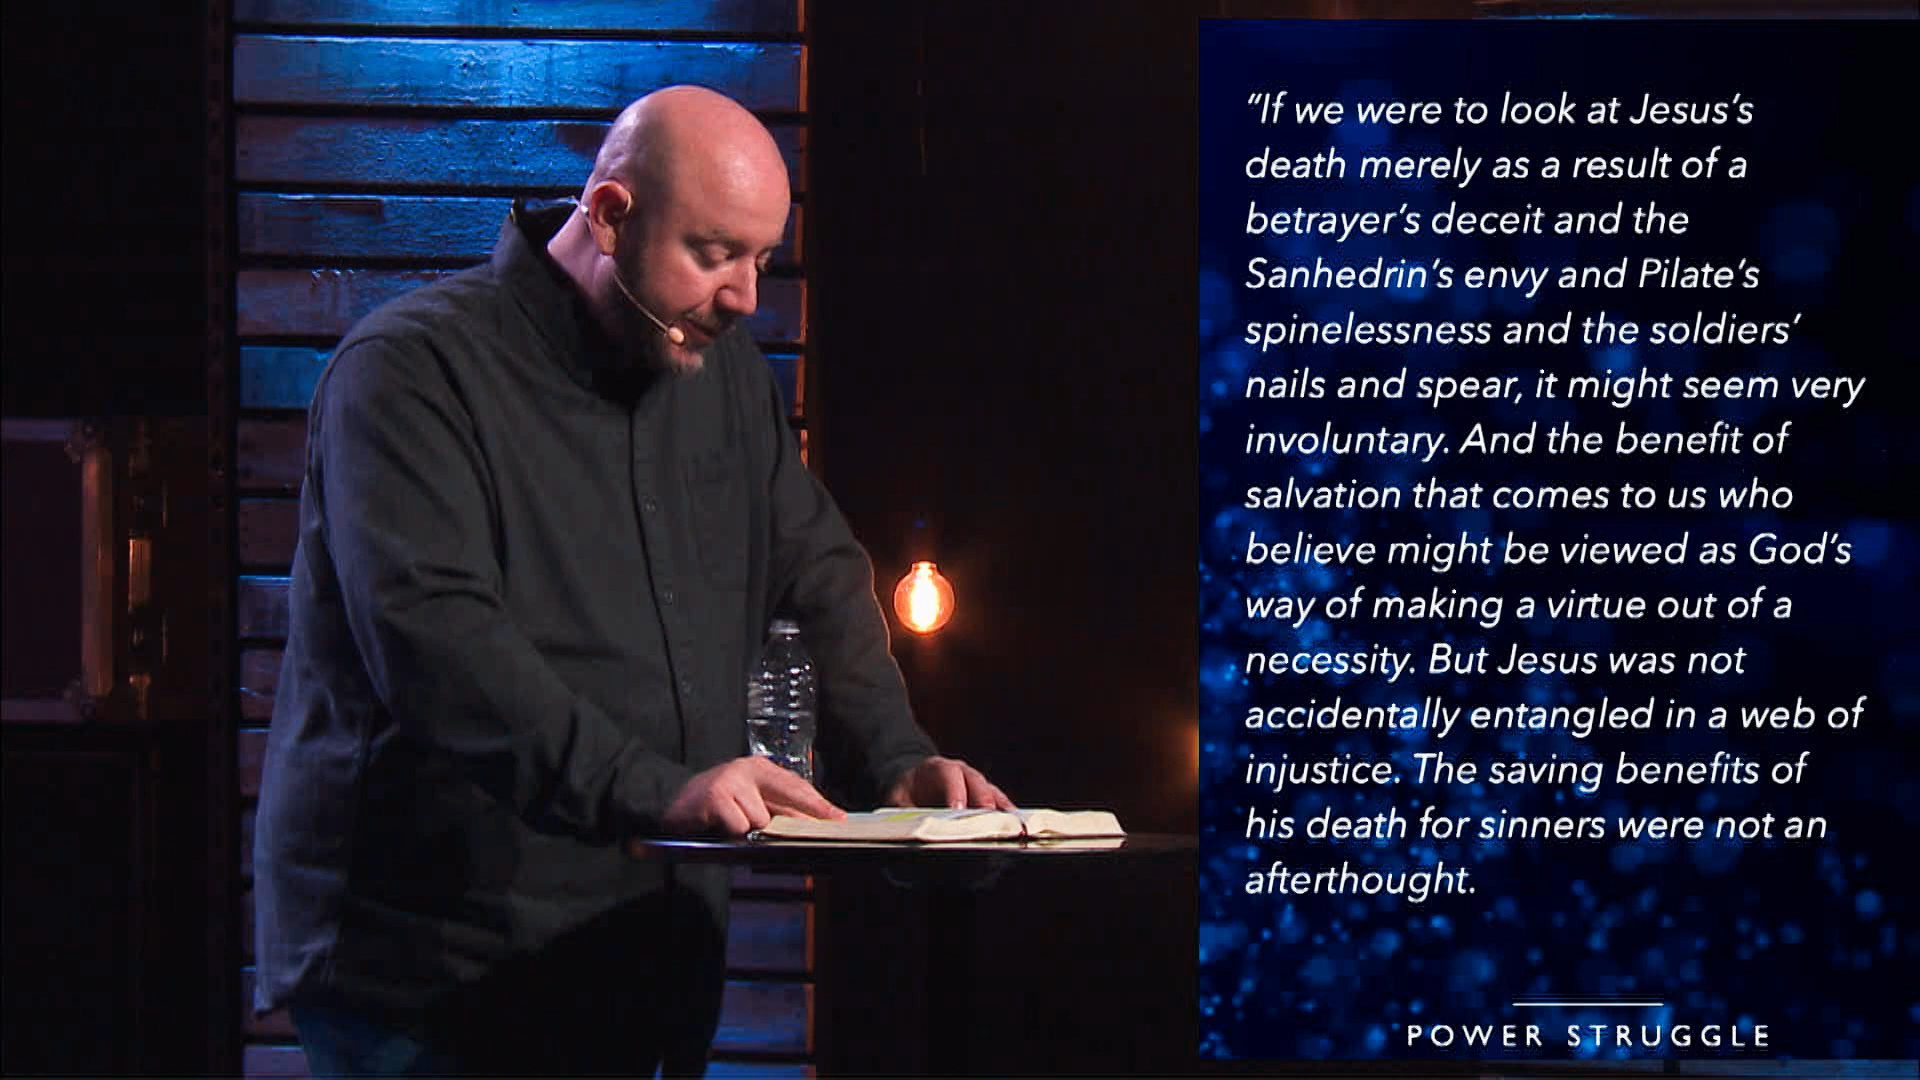 “If we were to look at Jesus’s
death merely as a result of a
betrayer’s deceit and the
Sanhedrin’s envy and Pilate’s
spinelessness and the soldiers’
nails and spear, it might seem very
involuntary. And the benefit of
salvation that comes to us who
believe might be viewed as God’s
way of making a virtue out of a
necessity. But Jesus was not
accidentally entangled in a web of
injustice. The saving benefits of
his death for sinners were not an
afterthought.
POWER STRUGGLE